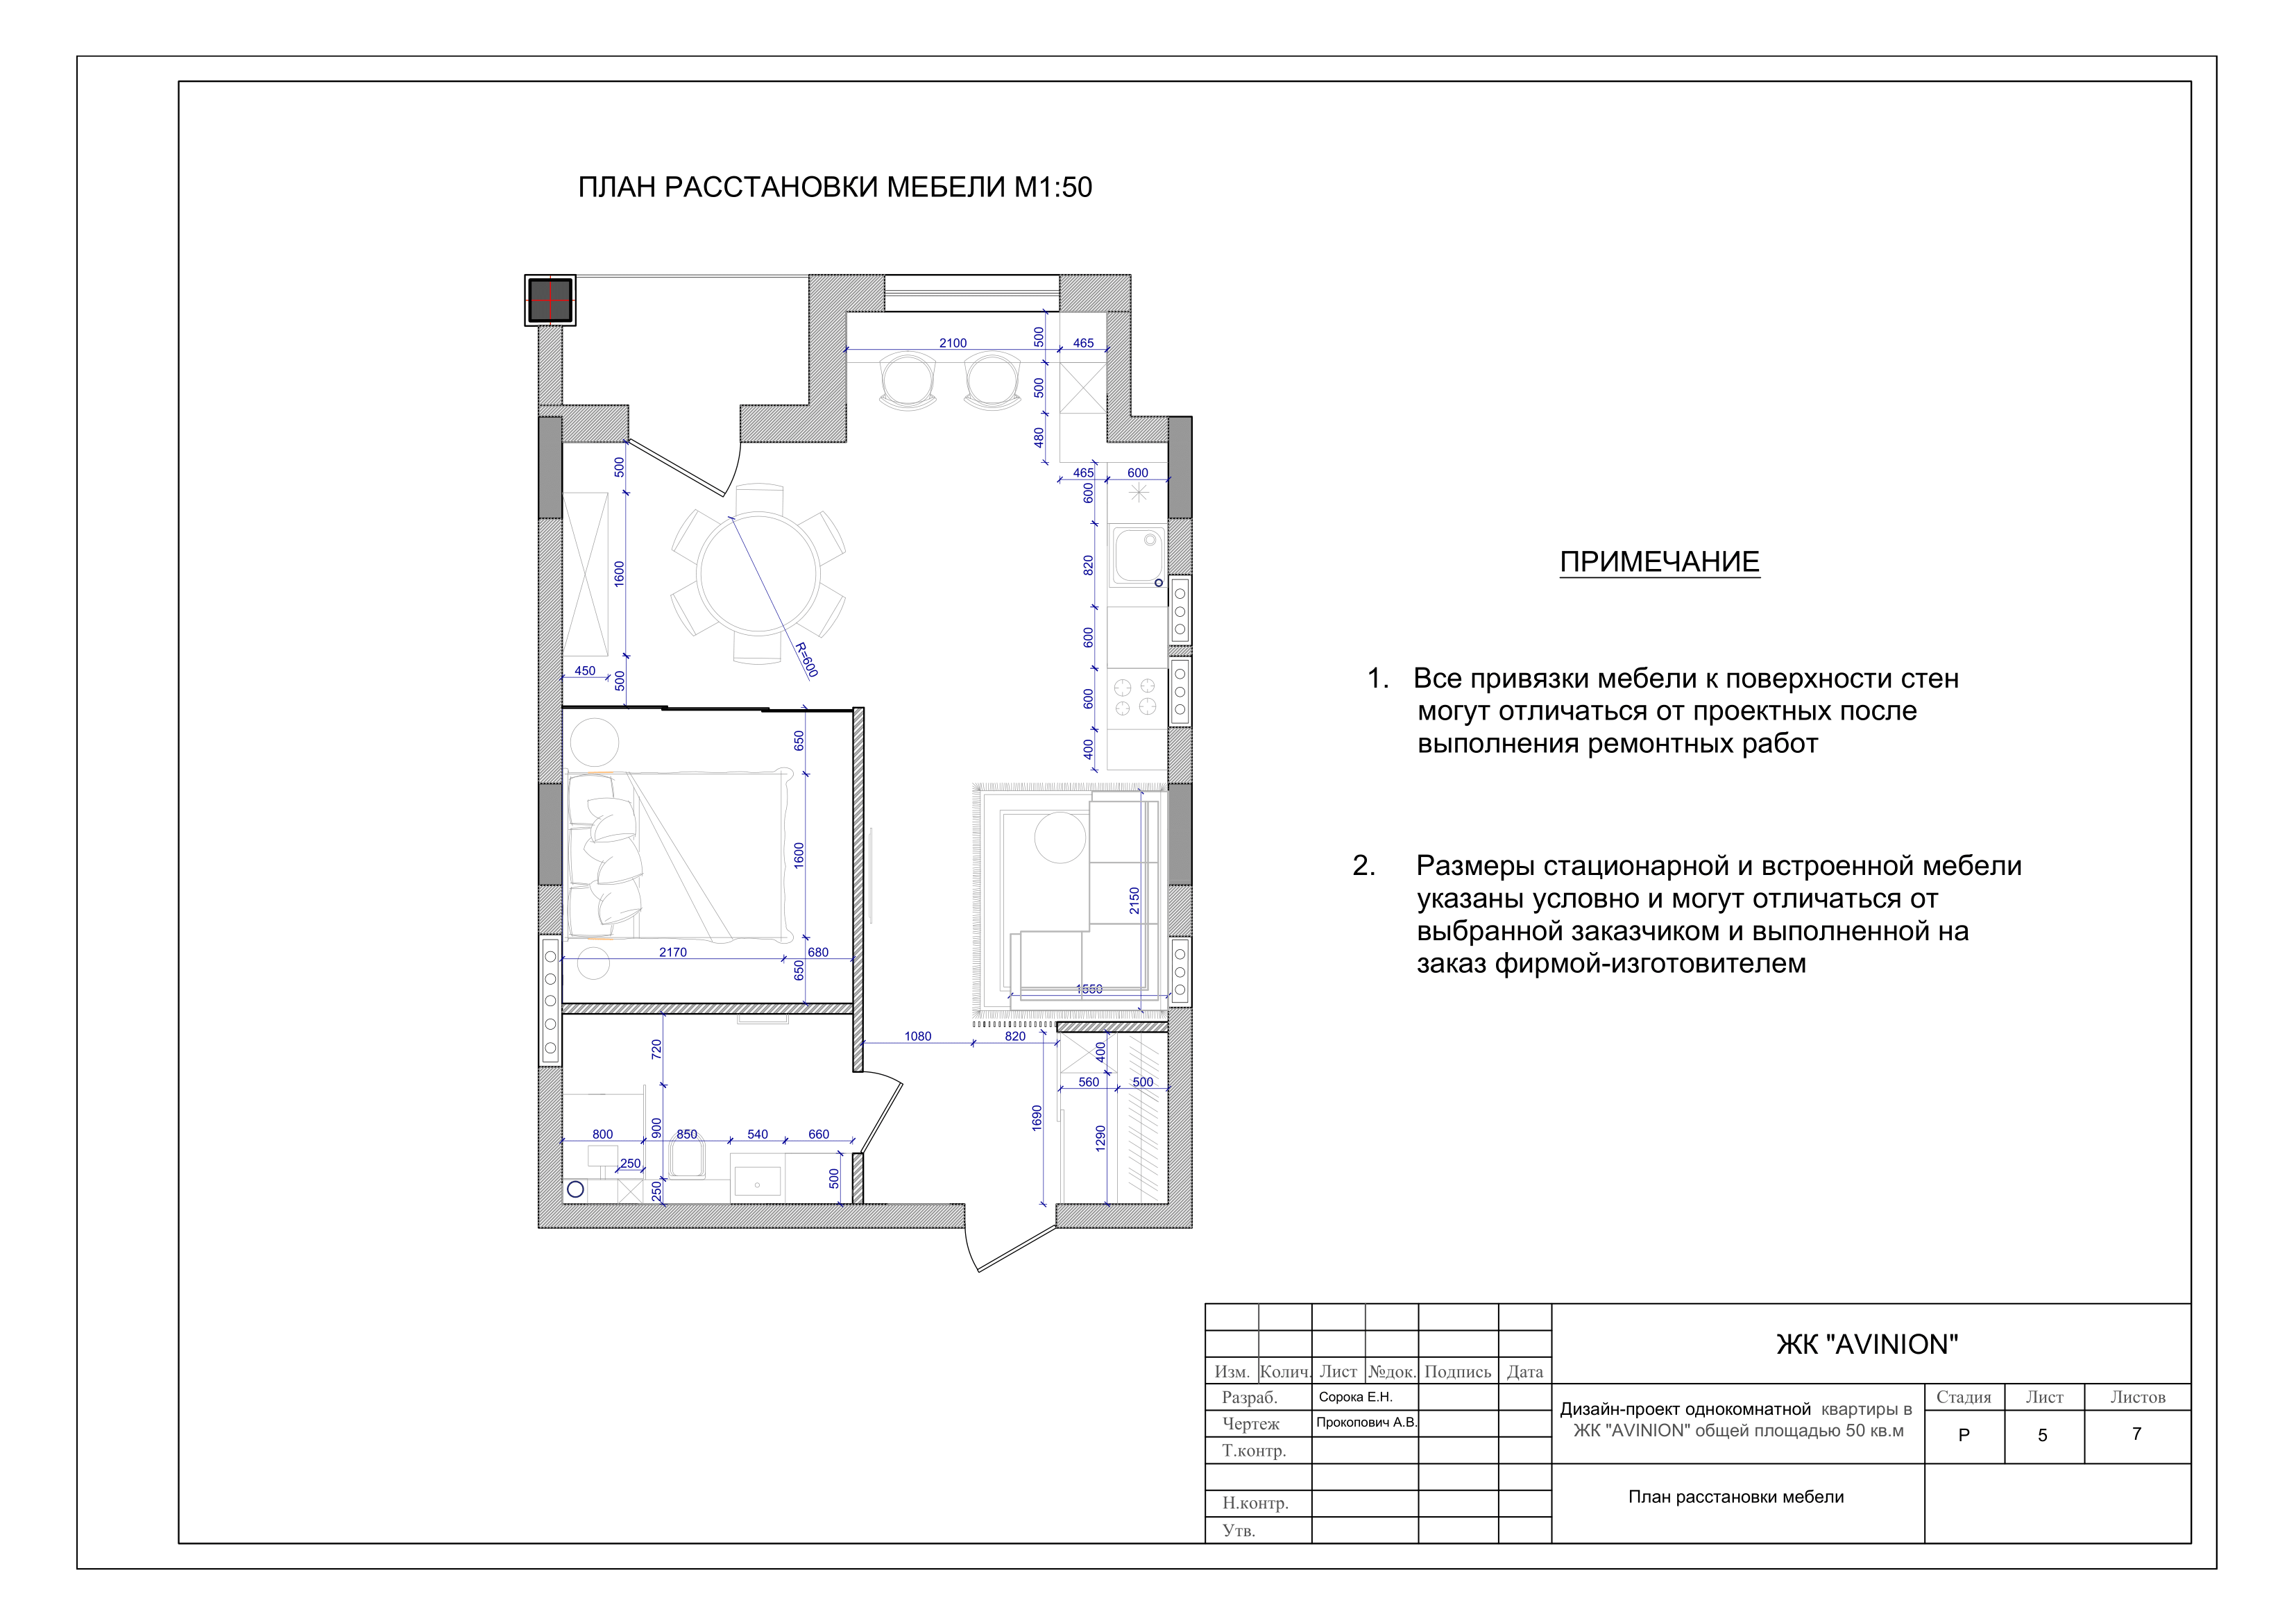 ПЛАН РАССТАНОВКИ МЕБЕЛИ М1:50
2100
500
465
500
480
500
465
600
600
1600
820
R=600
600
450
500
600
650
400
1600
2150
2170
680
650
1550
1080
820
720
400
560
500
1690
900
800
850
540
660
1290
250
500
250
ПРИМЕЧАНИЕ
1. Все привязки мебели к поверхности стен
могут отличаться от проектных после
выполнения ремонтных работ
2. Размеры стационарной и встроенной мебели
указаны условно и могут отличаться от
выбранной заказчиком и выполненной на
заказ фирмой-изготовителем
ЖК "AVINION"
Изм. Колич. Лист №док. Подпись Дата
Разраб. Сорока Е.Н.
Чертеж Прокопович А.В.
Т.контр.
Н.контр.
Утв.
Дизайн-проект однокомнатной квартиры в
ЖК "AVINION" общей площадью 50 кв.м
Стадия Лист Листов
Р 5 7
План расстановки мебели